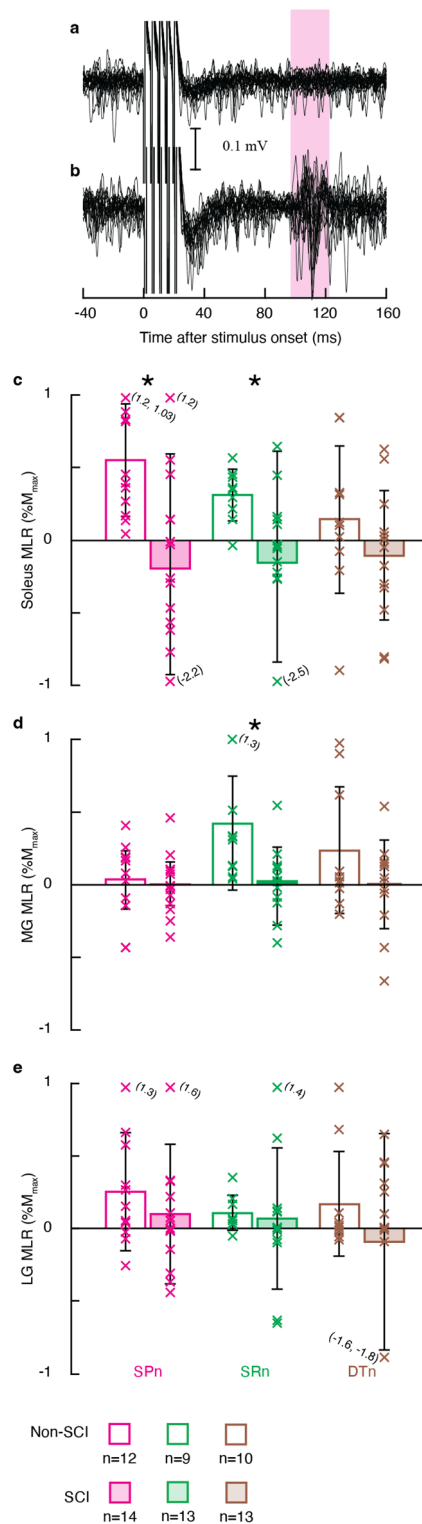 a
0.1 mV
b
-40 0 40 80 120 160
Time after stimulus onset (ms)
c
1
* *
(1.2, 1.03) (1.2)
Soleus MLR (%Mmax)
0
(-2.2) (-2.5)
-1
d
*
1
(1.3)
MG MLR (%Mmax)
0
-1
e
1
(1.3) (1.6) (1.4)
LG MLR (%Mmax)
0
(-1.6, -1.8)
-1
SPn SRn DTn
Non-SCI
n=12 n=9 n=10
SCI
n=14 n=13 n=13